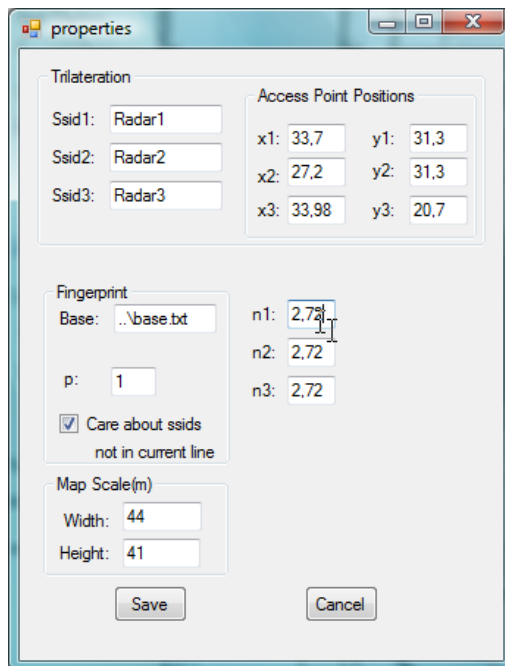 properties
Trilateration
Ssid1: Radar1
Ssid2: Radar2
Ssid3: Radar3
Access Point Positions
x1: 33,7 y1: 31,3
x2: 27,2 y2: 31,3
x3: 33,98 y3: 20,7
Fingerprint
Base: ..\base.txt
p: 1
Care about ssids
not in current line
n1: 2,72
n2: 2,72
n3: 2,72
Map Scale(m)
Width: 44
Height: 41
Save
Cancel